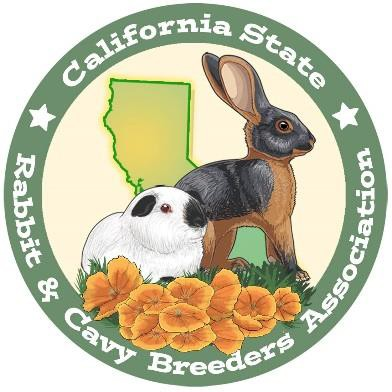 California State
Rabbit & Cavy Breeders Association